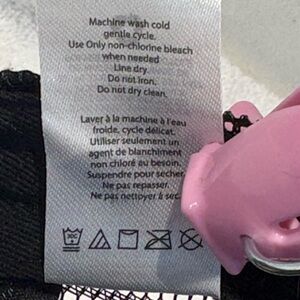 Machine wash cold
gentle cycle.
Use Only non-chlorine bleach
when needed
Line dry.
Do not iron.
Do not dry clean.
Laver à la machine à l'eau
froide, cycle délicat.
Utiliser seulement un
agent de blanchiment
non chloré au besoin.
Suspendre pour sécher
Ne pas repasser.
Ne pas nettoyer à sec.